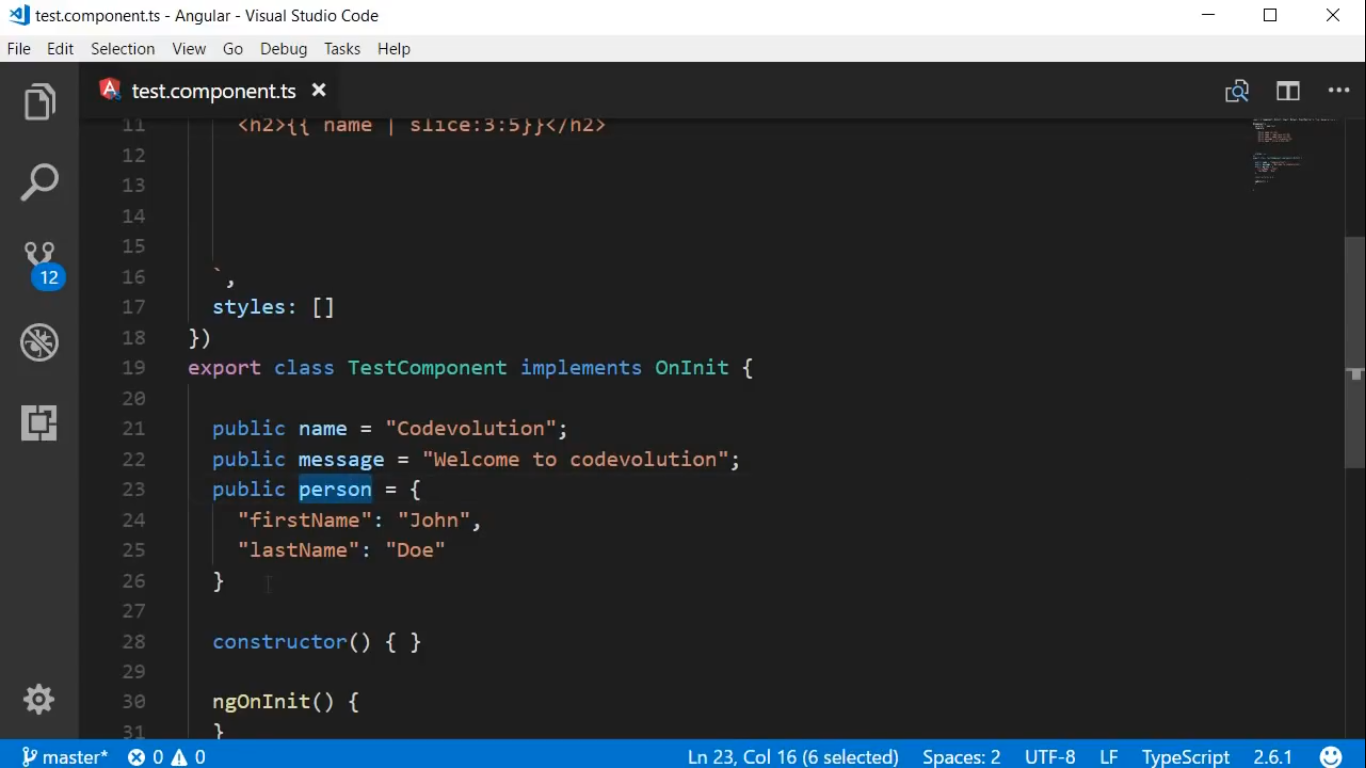 test.component.ts - Angular - Visual Studio Code
File Edit Selection View Go Debug Tasks Help
test.component.ts
11 <h2>{{ name | slice:3:5}}</h2>
12
13
14
15
16 `,
17 styles: []
18 })
19 export class TestComponent implements OnInit {
20
21 public name = "Codevolution";
22 public message = "Welcome to codevolution";
23 public person = {
24 "firstName": "John",
25 "lastName": "Doe"
26 }
27
28 constructor() { }
29
30 ngOnInit() {
31 }
12
master* 0 0 Ln 23, Col 16 (6 selected) Spaces: 2 UTF-8 LF TypeScript 2.6.1